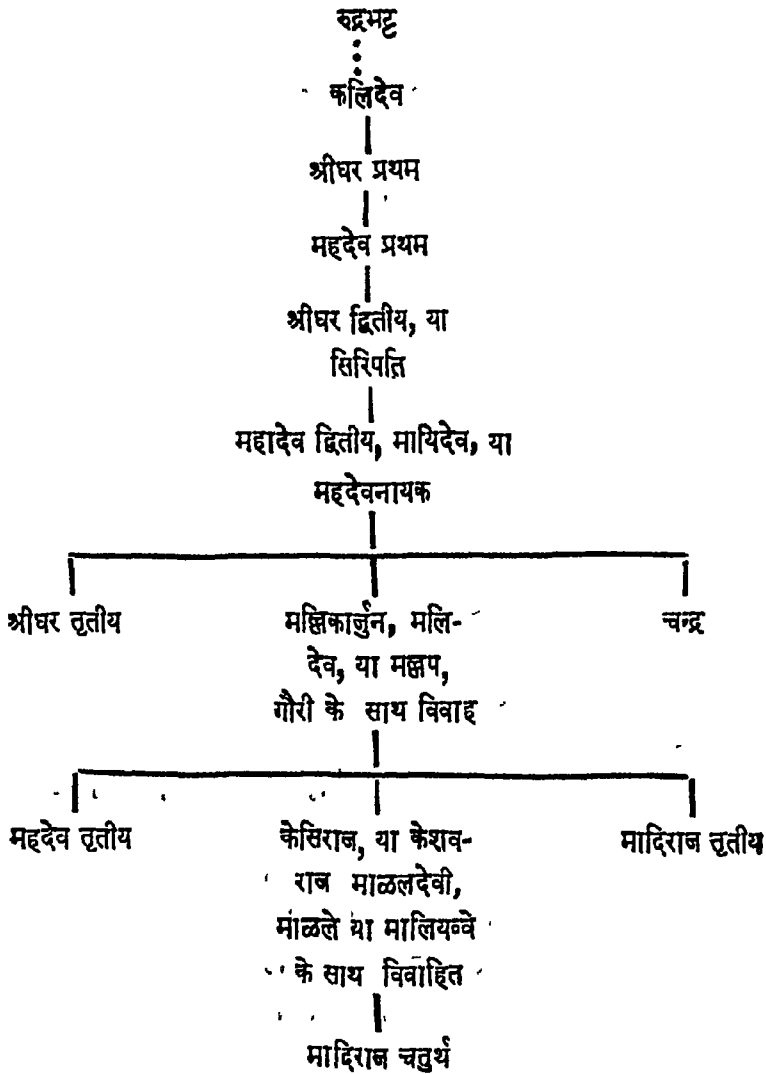 रुद्रभट्ट
कलिदेव
श्रीधर प्रथम
महदेव प्रथम
श्रीधर द्वितीय, या
सिरिपति
महादेव द्वितीय, मायिदेव, या
महदेवनायक
श्रीधर तृतीय
मल्लिकार्जुन, मलि-
चन्द्र
देव, या मल्लप,
गौरी के साथ विवाह
महदेव तृतीय
केसिराज, या केशव-
मादिराज तृतीय
राज माळलदेवी,
माळले या मालियव्वे
के साथ विवाहित
मादिराज चतुर्थ